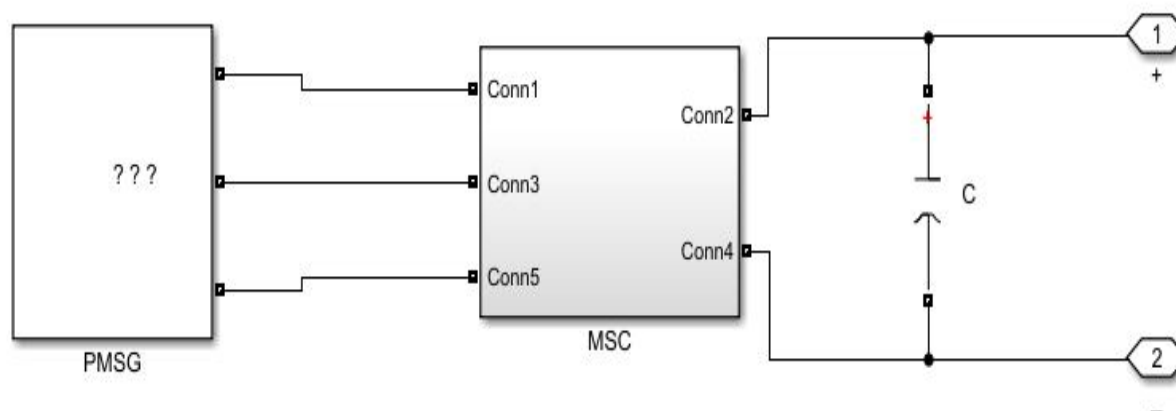 1
+
Conn1
Conn2
? ? ?
Conn3
C
Conn4
Conn5
MSC
PMSG
2
-